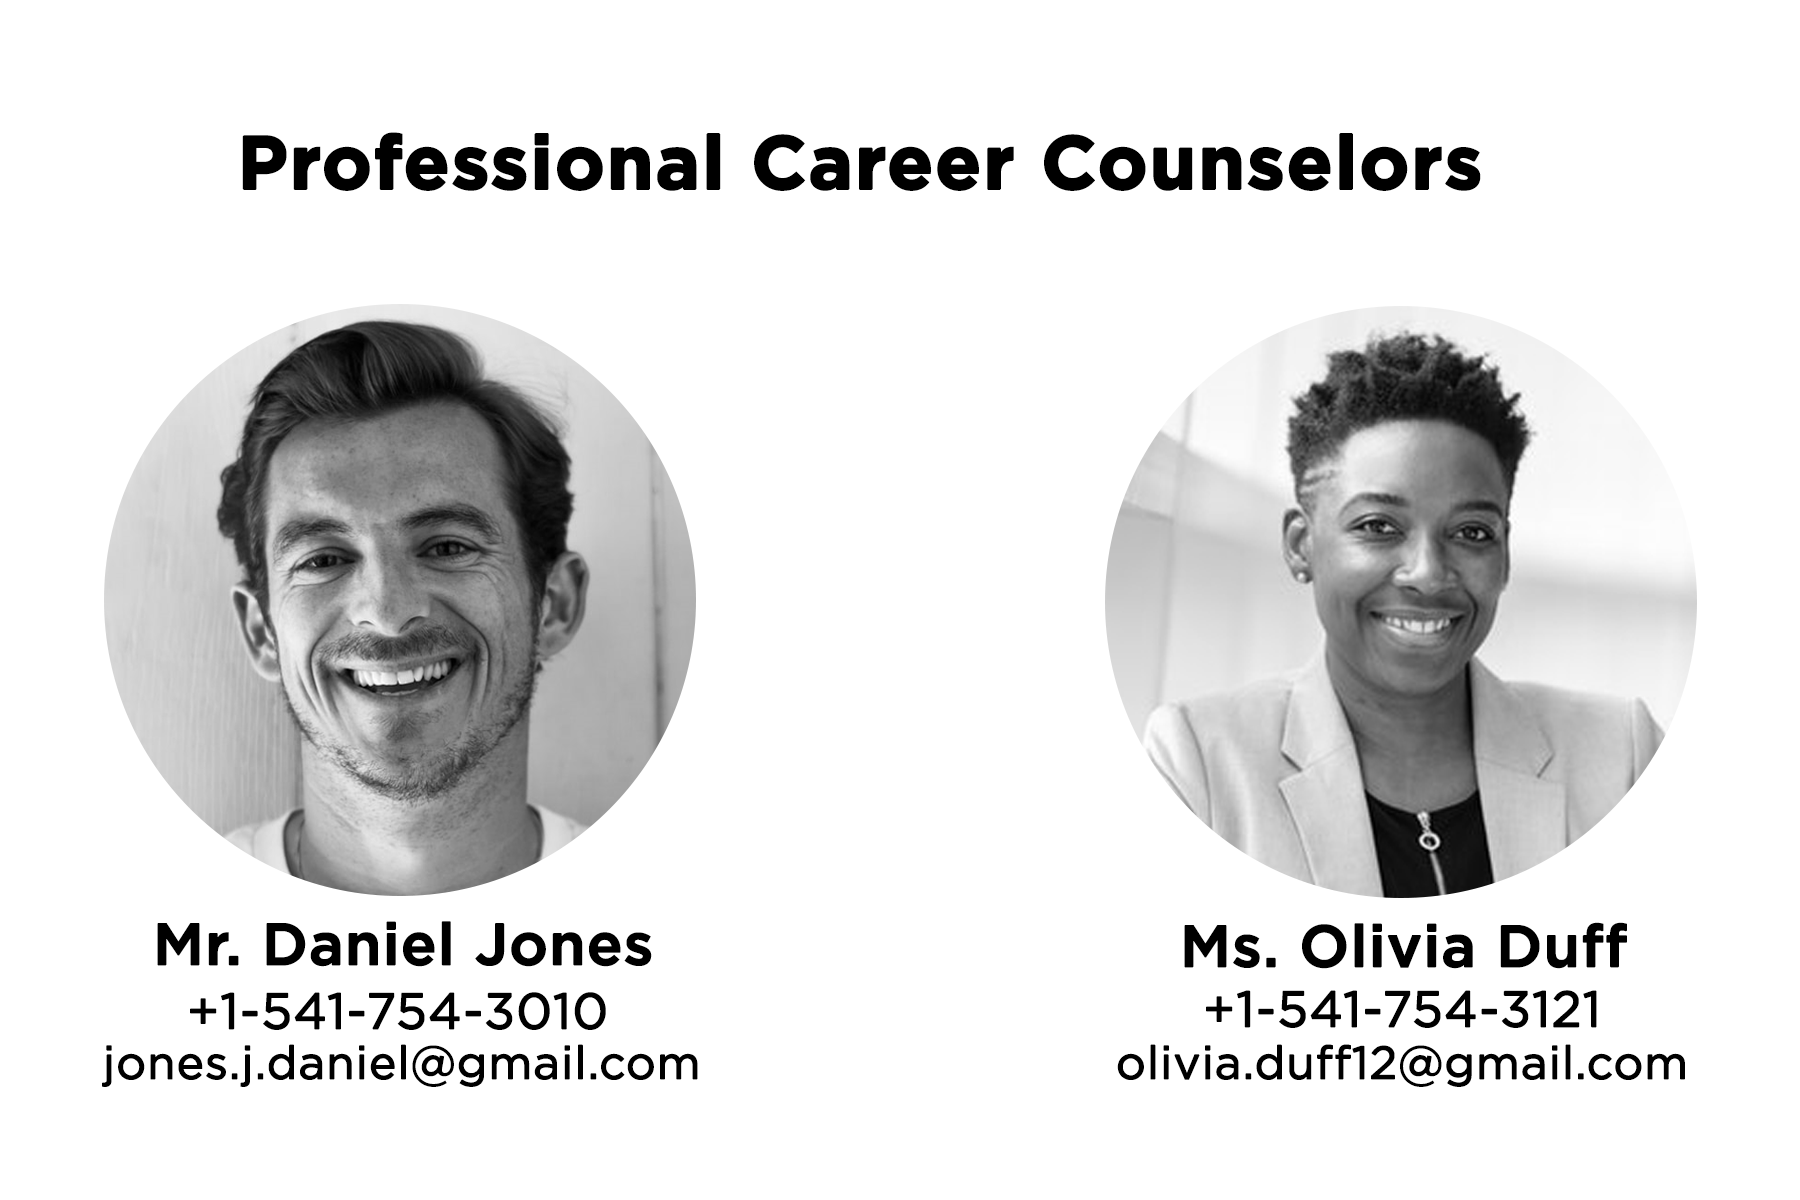 Professional Career Counselors
Mr. Daniel Jones
+1-541-754-3010
jones.j.daniel@gmail.com
Ms. Olivia Duff
+1-541-754-3121
olivia.duff12@gmail.com